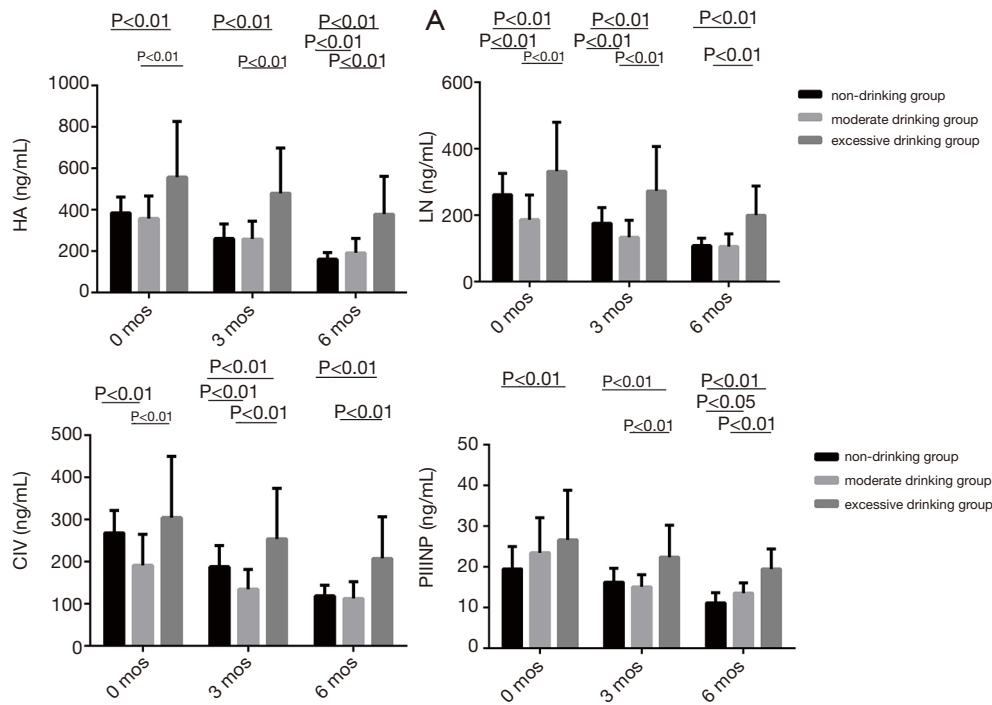 P<0.01 P<0.01 P<0.01
P<0.01
P<0.01 P<0.01 P<0.01
HA (ng/mL)
1000
800
600
400
200
0
0 mos 3 mos 6 mos
A
P<0.01 P<0.01 P<0.01
P<0.01 P<0.01
P<0.01 P<0.01 P<0.01
LN (ng/mL)
600
400
200
0
0 mos 3 mos 6 mos
non-drinking group
moderate drinking group
excessive drinking group
P<0.01 P<0.01
P<0.01 P<0.01
P<0.01 P<0.01 P<0.01
CIV (ng/mL)
500
400
300
200
100
0
0 mos 3 mos 6 mos
P<0.01 P<0.01 P<0.01
P<0.05
P<0.01 P<0.01
PIIINP (ng/mL)
50
40
30
20
10
0
0 mos 3 mos 6 mos
non-drinking group
moderate drinking group
excessive drinking group